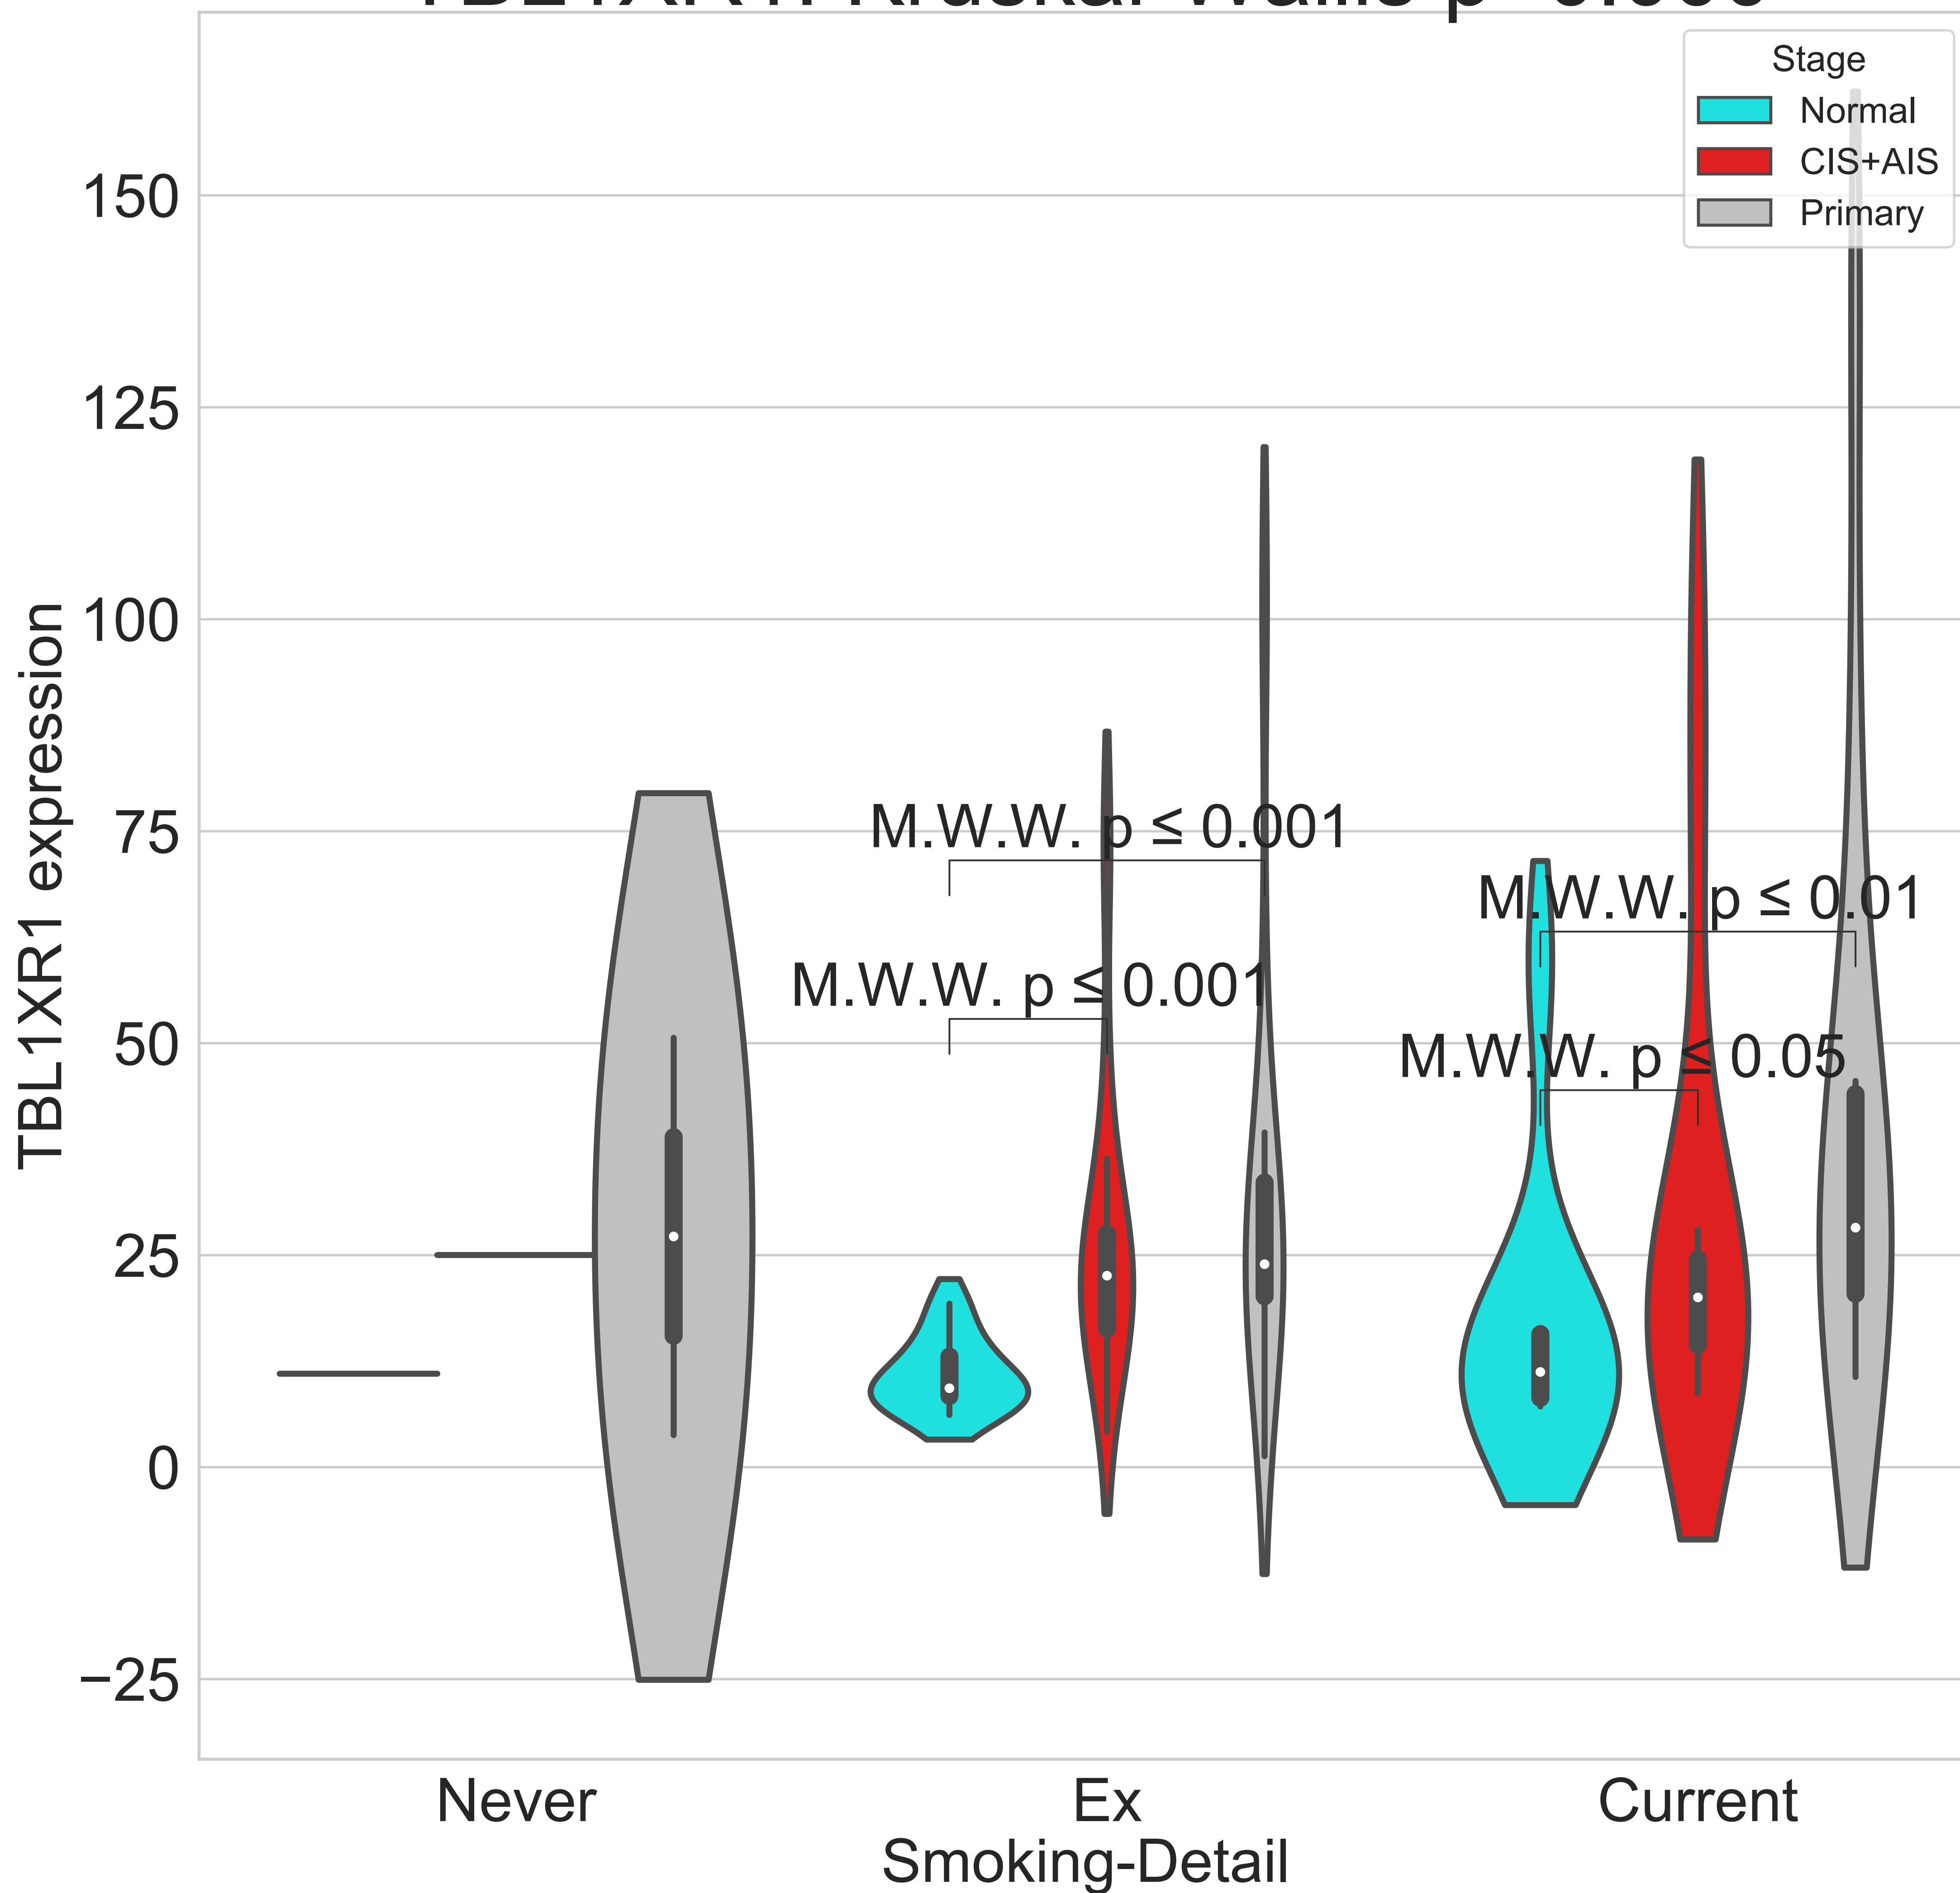 Stage
Normal
CIS+AIS
Primary
150
125
100
75
50
25
0
−25
TBL1XR1 expression
M.W.W. p ≤ 0.001
M.W.W. p ≤ 0.01
M.W.W. p ≤ 0.001
M.W.W. p ≤ 0.05
Never
Ex
Current
Smoking-Detail